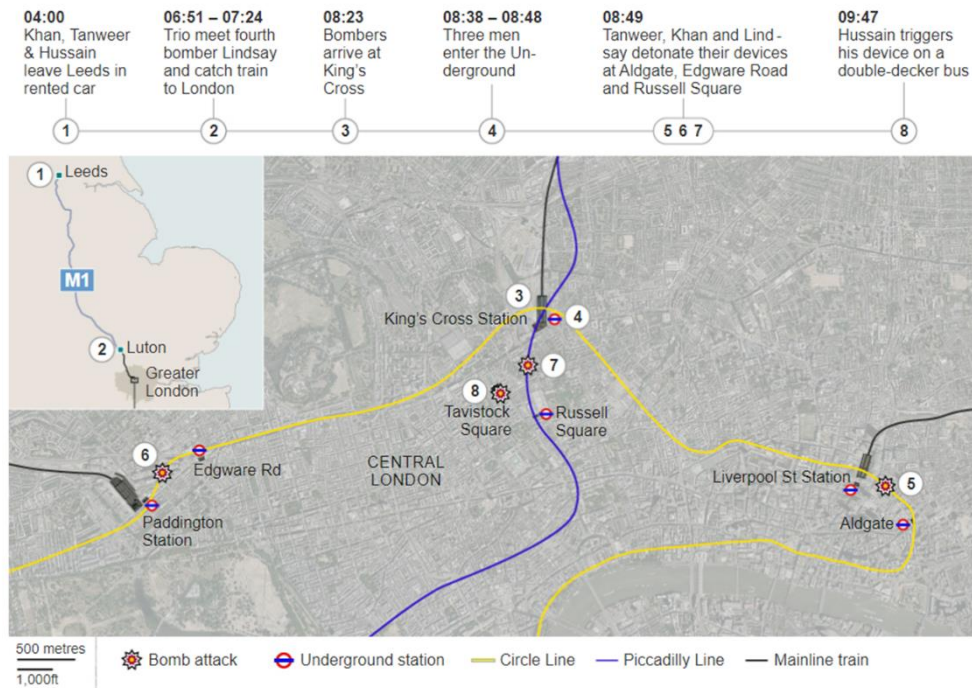 04:00
Khan, Tanweer
& Hussain
leave Leeds in
rented car
06:51 – 07:24
Trio meet fourth
bomber Lindsay
and catch train
to London
08:23
Bombers
arrive at
King's
Cross
08:38 – 08:48
Three men
enter the Un-
derground
08:49
Tanweer, Khan and Lind-
say detonate their devices
at Aldgate, Edgware Road
and Russell Square
09:47
Hussain triggers
his device on a
double-decker bus
1
2
3
4
5 6 7
8
1
Leeds
M1
2
Luton
Greater
London
3
King's Cross Station
4
7
8
Tavistock
Square
Russell
Square
6
Edgware Rd
CENTRAL
LONDON
Paddington
Station
Liverpool St Station
5
Aldgate
500 metres
1,000ft
Bomb attack
Underground station
Circle Line
Piccadilly Line
Mainline train